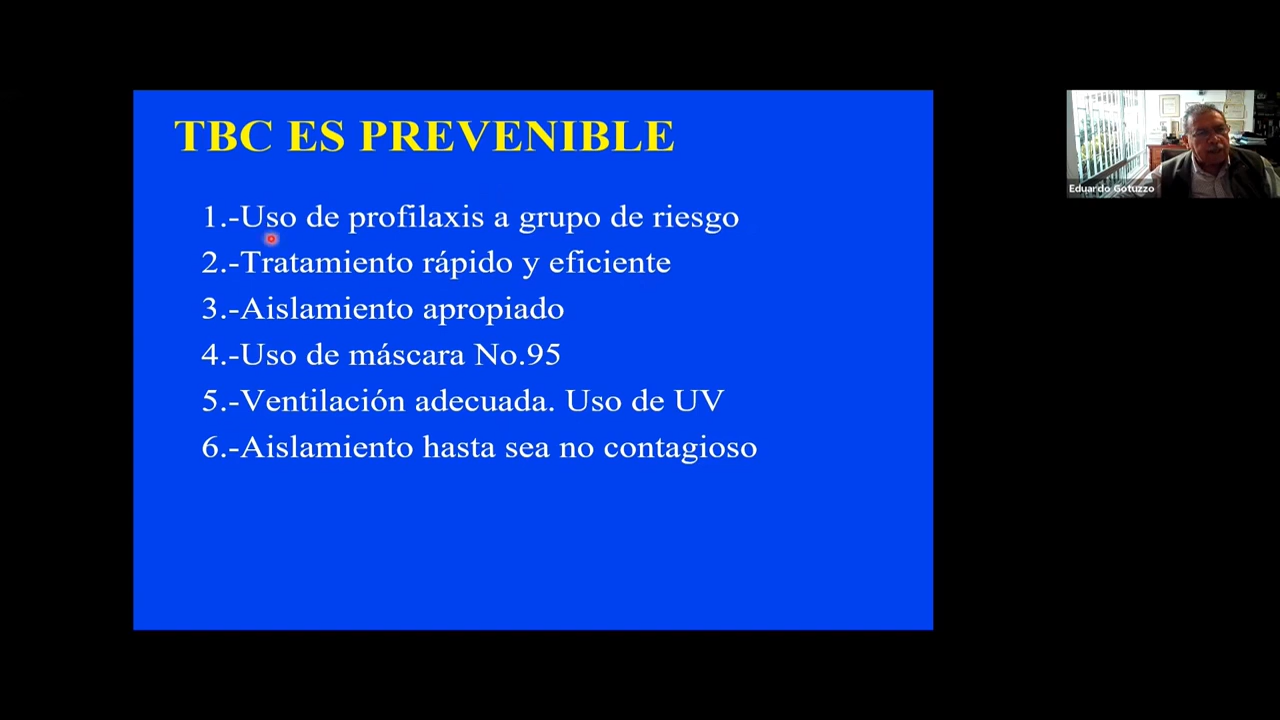 TBC ES PREVENIBLE
1.-Uso de profilaxis a grupo de riesgo
2.-Tratamiento rápido y eficiente
3.-Aislamiento apropiado
4.-Uso de máscara No.95
5.-Ventilación adecuada. Uso de UV
6.-Aislamiento hasta sea no contagioso
Eduardo Gotuzzo